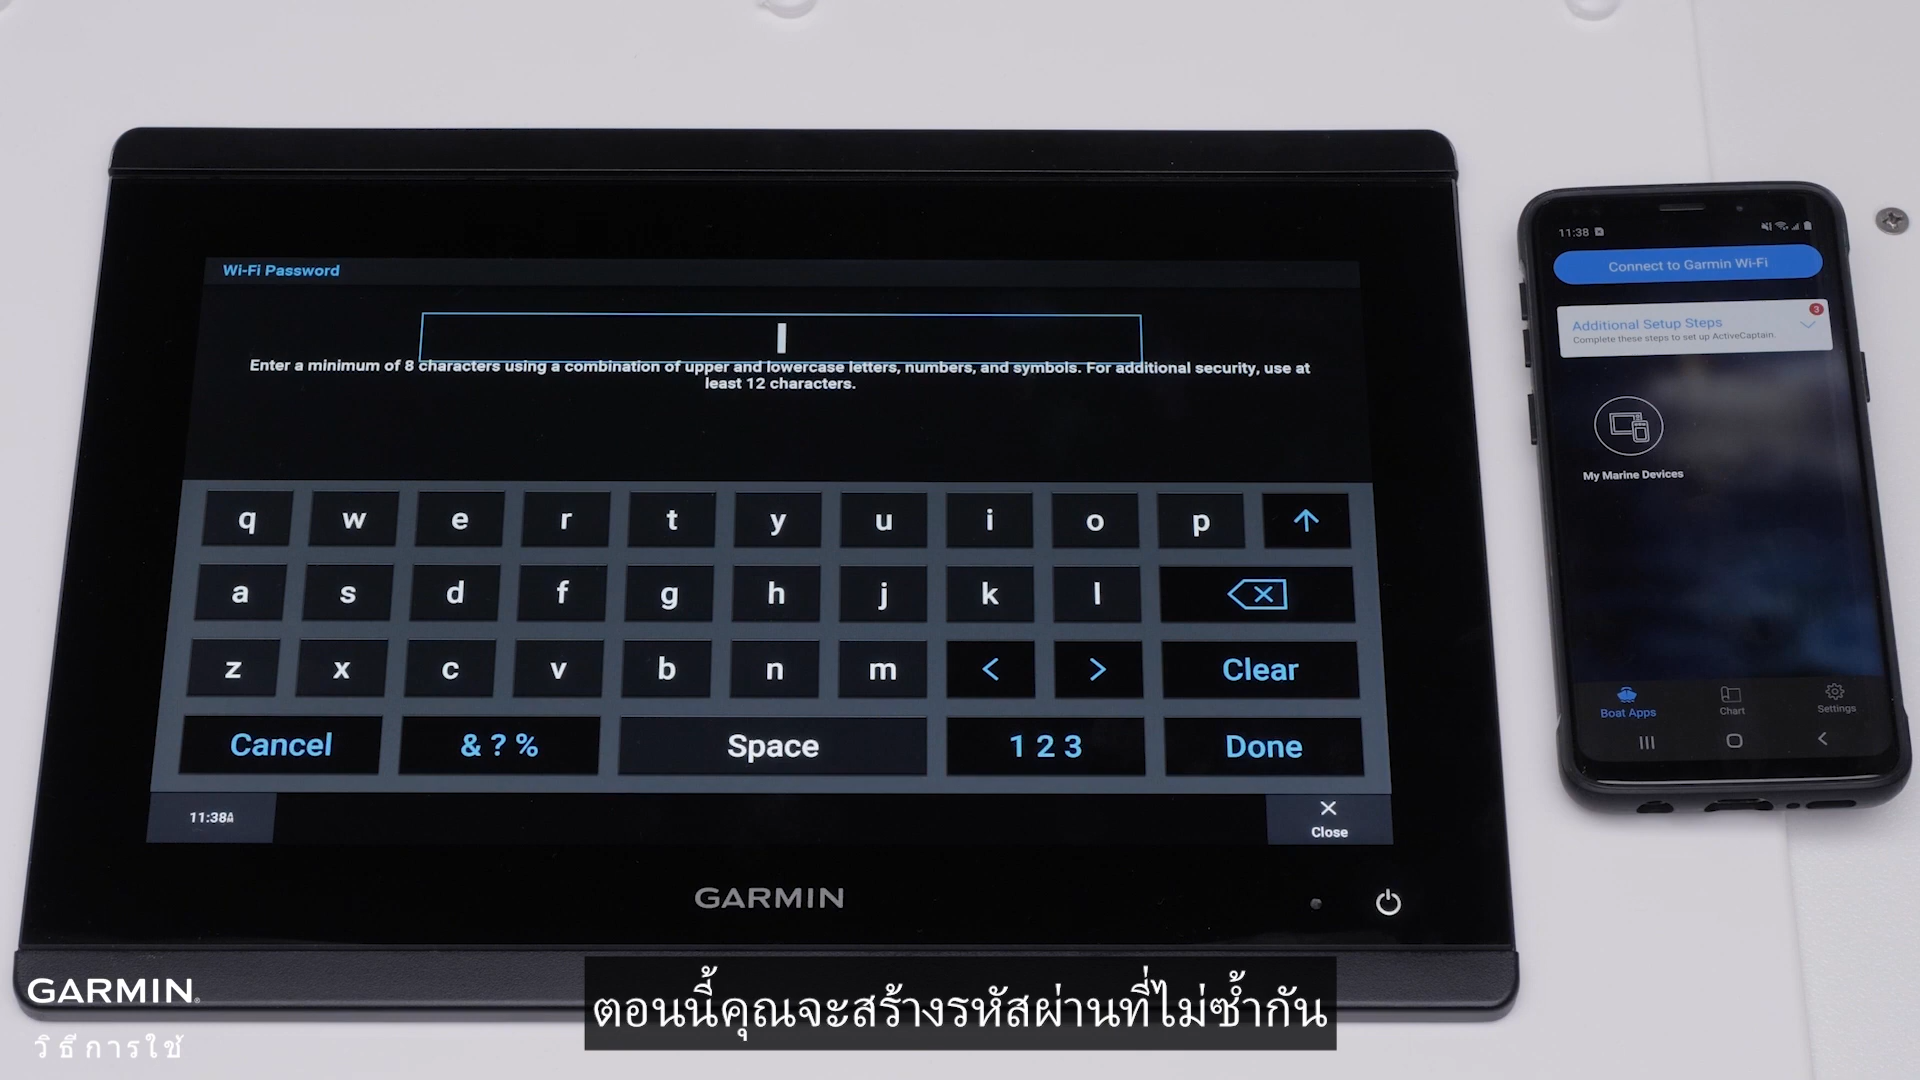 Wi-Fi Password
Enter a minimum of 8 characters using a combination of upper and lowercase letters, numbers, and symbols. For additional security, use at
least 12 characters.
q w e r t y u i o p
a s d f g h j k l
z x c v b n m < > Clear
Cancel & ? % Space 1 2 3 Done
11:38A
Close
GARMIN
11:38
Connect to Garmin Wi-Fi
3
Additional Setup Steps
Complete these steps to set up ActiveCaptain.
My Marine Devices
Boat Apps Chart Settings
GARMIN
วิธีการใช้
ตอนนี้คุณจะสร้างรหัสผ่านที่ไม่ซ้ำกัน